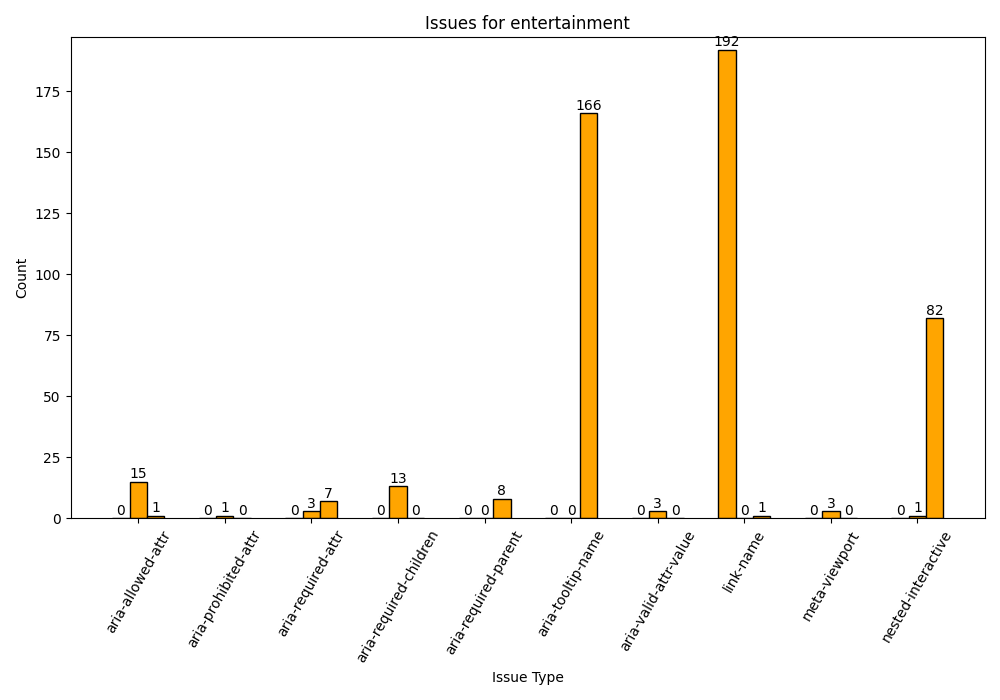 Issues for entertainment
Count
175
150
125
100
75
50
25
0
0 15 1
0 1 0
0 3 7
0 13 0
0 0 8
0 0 166
0 3 0
192 0 1
0 3 0
0 1 82
aria-allowed-attr
aria-prohibited-attr
aria-required-attr
aria-required-children
aria-required-parent
aria-tooltip-name
aria-valid-attr-value
link-name
meta-viewport
nested-interactive
Issue Type